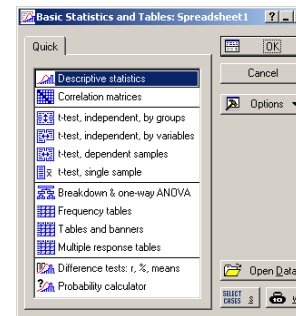 Basic Statistics and Tables: Spreadsheet1
Quick
OK
Cancel
Options
Descriptive statistics
Correlation matrices
t-test, independent, by groups
t-test, independent, by variables
t-test, dependent samples
t-test, single sample
Breakdown & one-way ANOVA
Frequency tables
Tables and banners
Multiple response tables
Difference tests: r, %, means
Probability calculator
Open Data
SELECT
CASES S